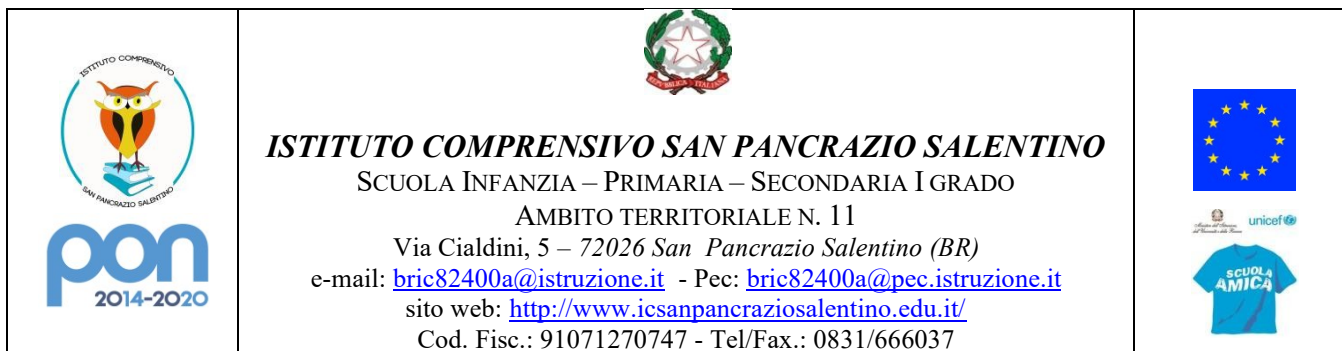 ISTITUTO COMPRENSIVO
SAN PANCRAZIO SALENTINO
pon
2014-2020
REPVBBLICA ITALIANA
ISTITUTO COMPRENSIVO SAN PANCRAZIO SALENTINO
SCUOLA INFANZIA – PRIMARIA – SECONDARIA I GRADO
AMBITO TERRITORIALE N. 11
Via Cialdini, 5 – 72026 San Pancrazio Salentino (BR)
e-mail: bric82400a@istruzione.it - Pec: bric82400a@pec.istruzione.it
sito web: http://www.icsanpancraziosalentino.edu.it/
Cod. Fisc.: 91071270747 - Tel/Fax.: 0831/666037
unicef
SCUOLA
AMICA